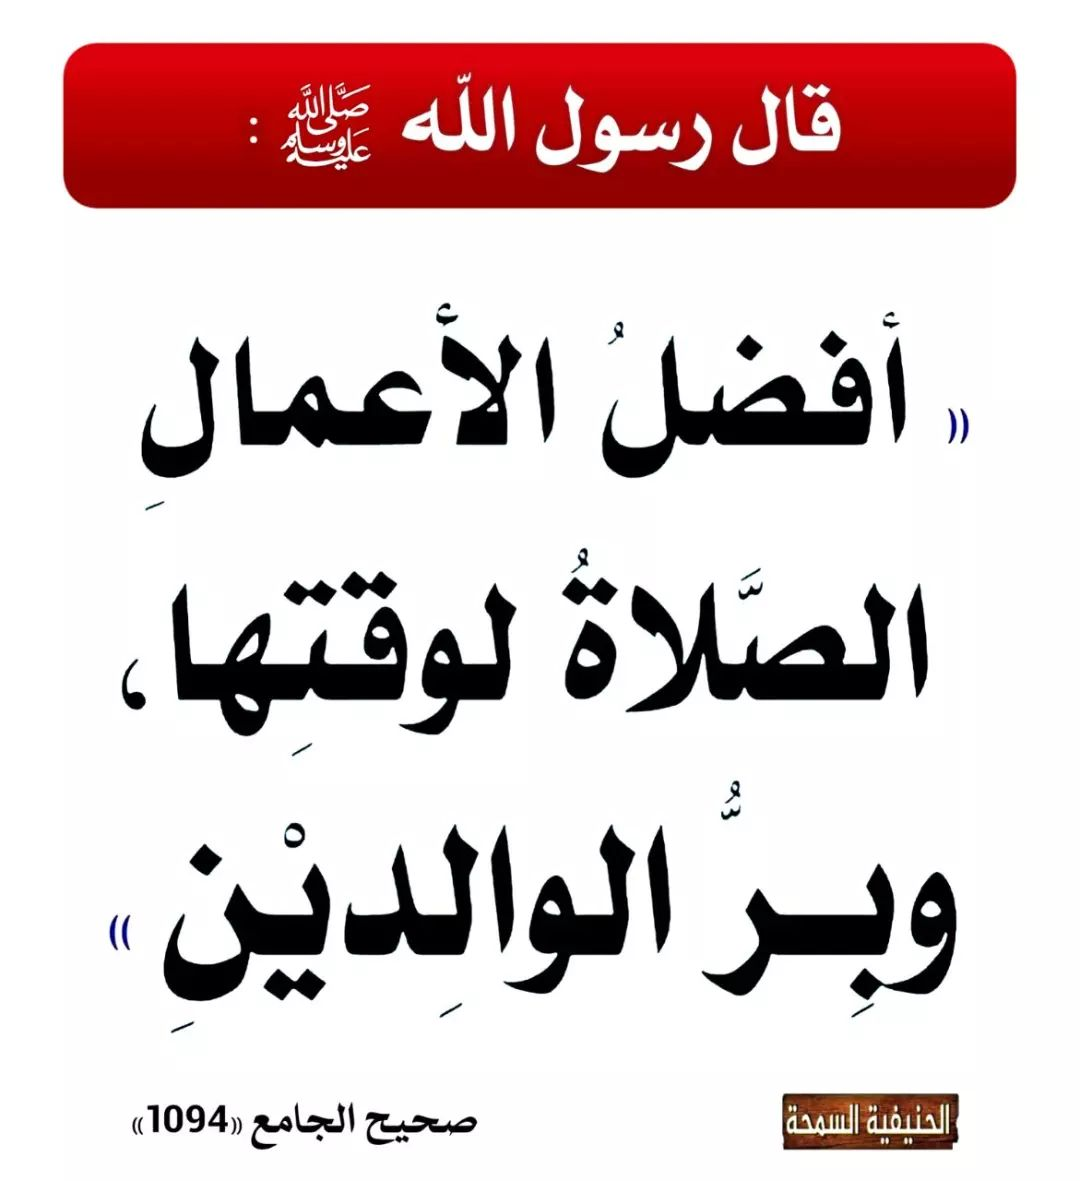 قال رسول الله ﷺ :
(( أفضلُ الأعمالِ
الصَّلاةُ لوقتِها ،
وبِرُّ الوالِديْنِ ))
الحنيفية السمحة
صحيح الجامع ((1094))